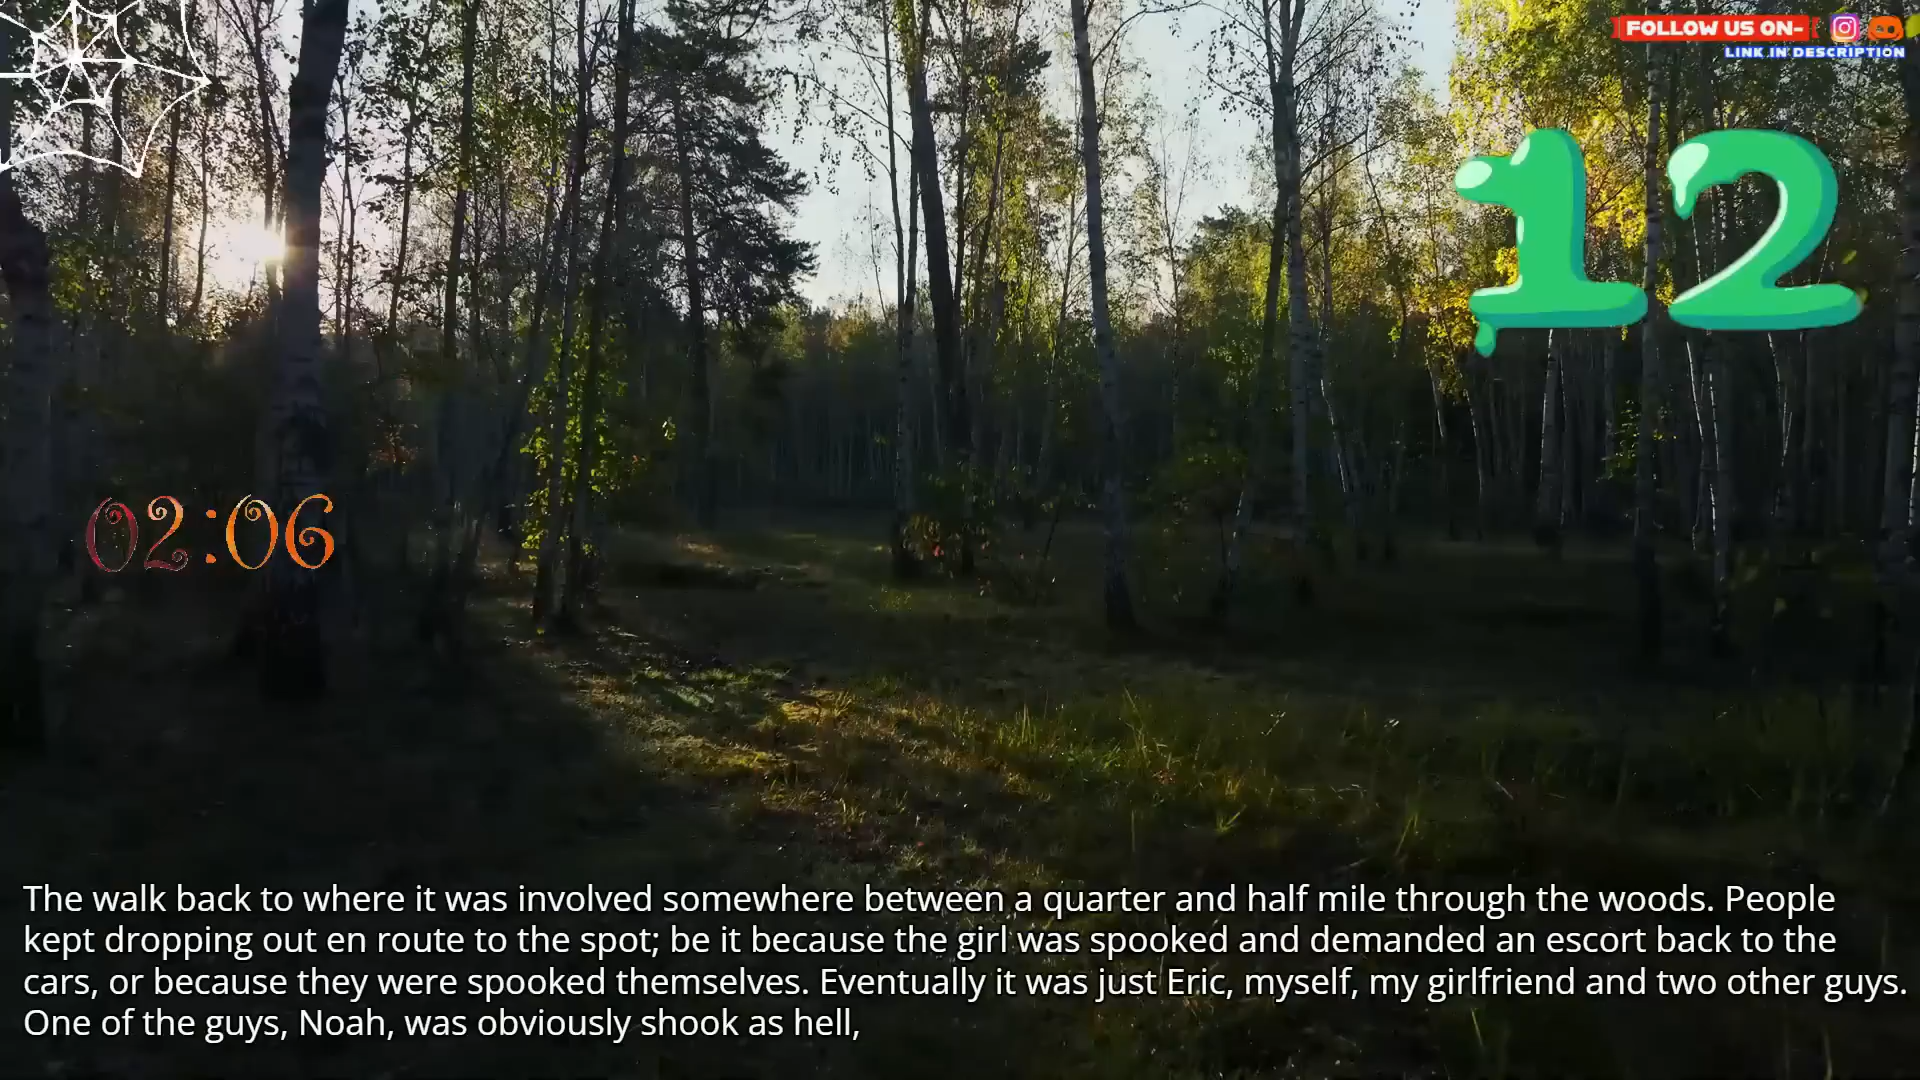 FOLLOW US ON-
LINK IN DESCRIPTION
12
02:06
The walk back to where it was involved somewhere between a quarter and half mile through the woods. People
kept dropping out en route to the spot; be it because the girl was spooked and demanded an escort back to the
cars, or because they were spooked themselves. Eventually it was just Eric, myself, my girlfriend and two other guys.
One of the guys, Noah, was obviously shook as hell,